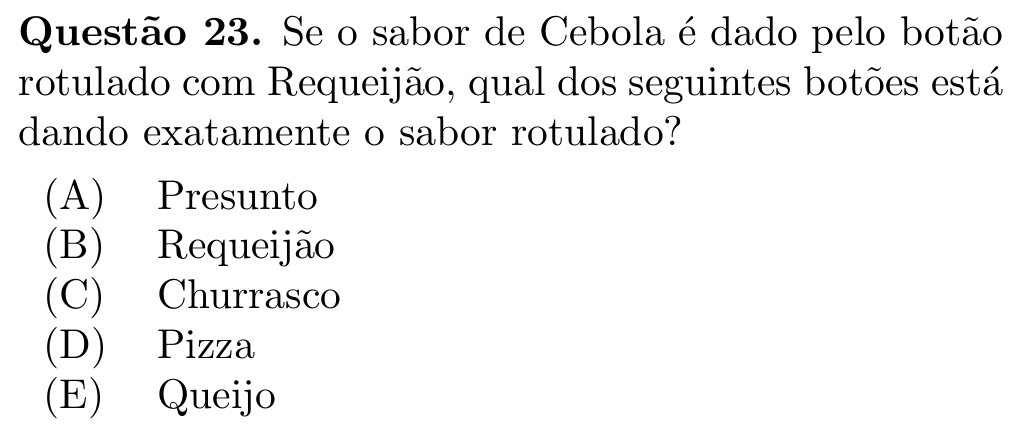 Questão 23. Se o sabor de Cebola é dado pelo botão
rotulado com Requeijão, qual dos seguintes botões está
dando exatamente o sabor rotulado?
(A) Presunto
(B) Requeijão
(C) Churrasco
(D) Pizza
(E) Queijo